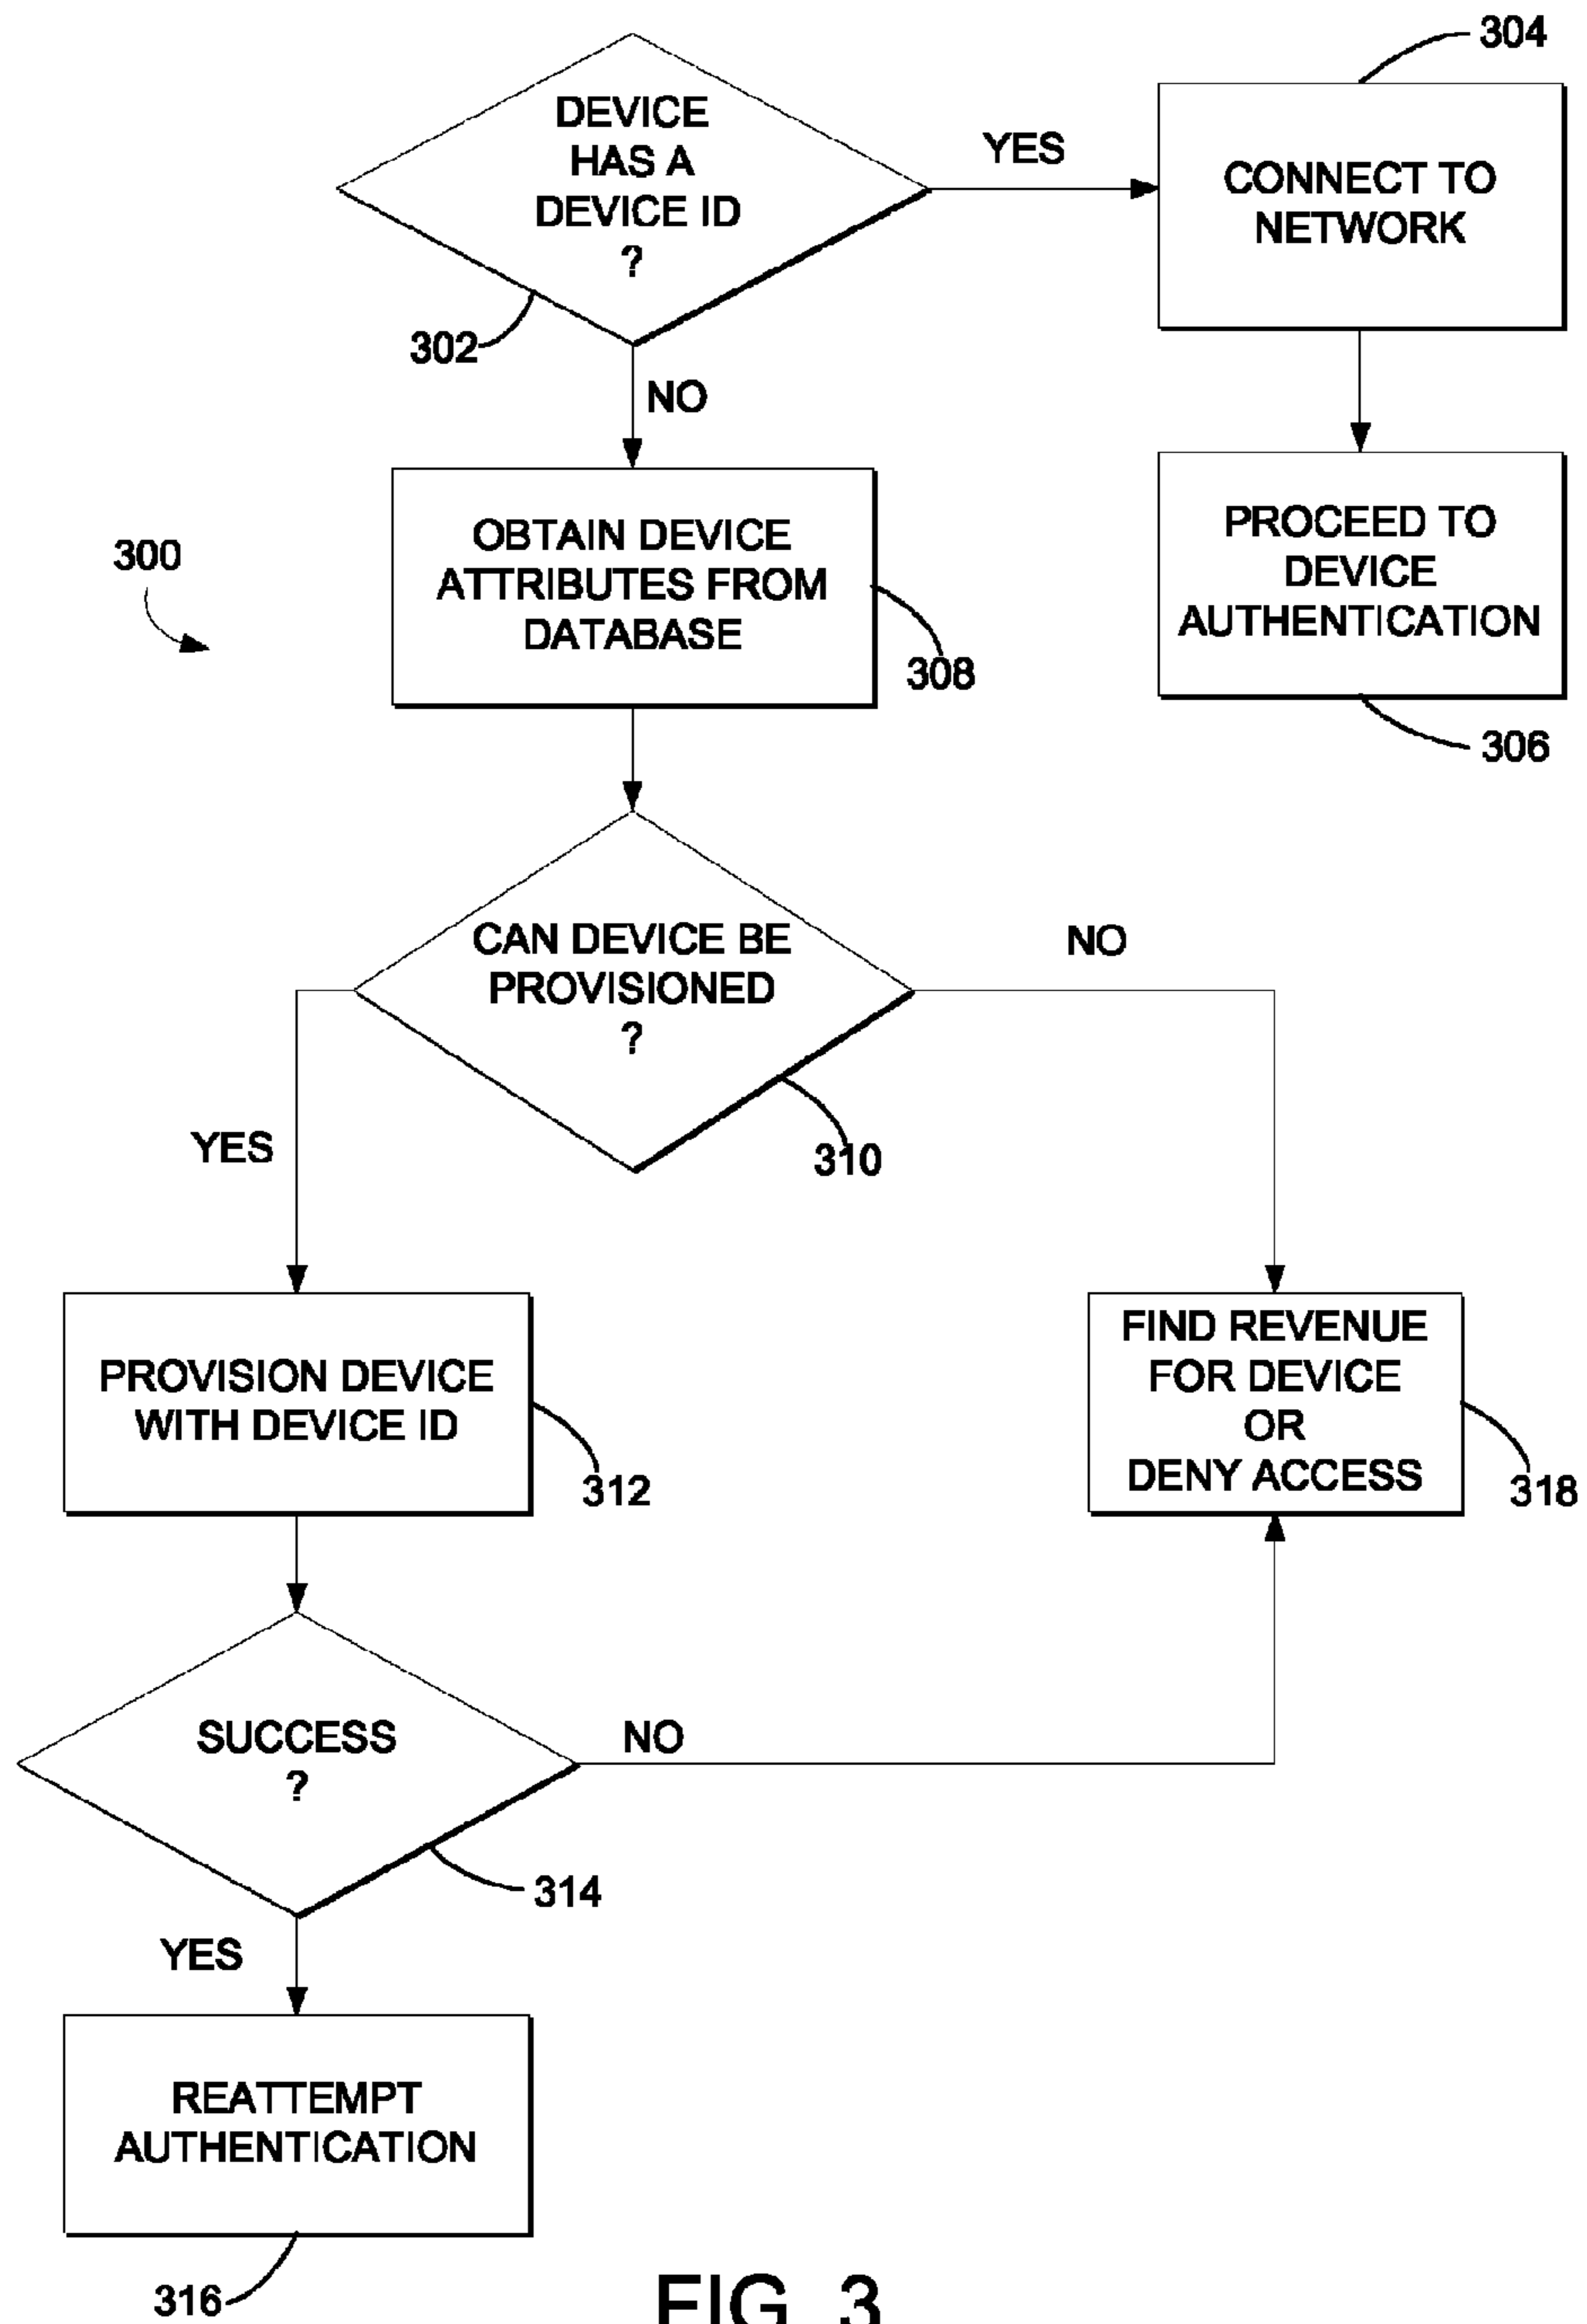 304
DEVICE
HAS A
DEVICE ID
?
YES
CONNECT TO
NETWORK
302
NO
300
OBTAIN DEVICE
ATTRIBUTES FROM
DATABASE
308
PROCEED TO
DEVICE
AUTHENTICATION
306
CAN DEVICE BE
PROVISIONED
?
NO
310
YES
PROVISION DEVICE
WITH DEVICE ID
312
FIND REVENUE
FOR DEVICE
OR
DENY ACCESS
318
SUCCESS
?
NO
314
YES
REATTEMPT
AUTHENTICATION
316
FIG. 3